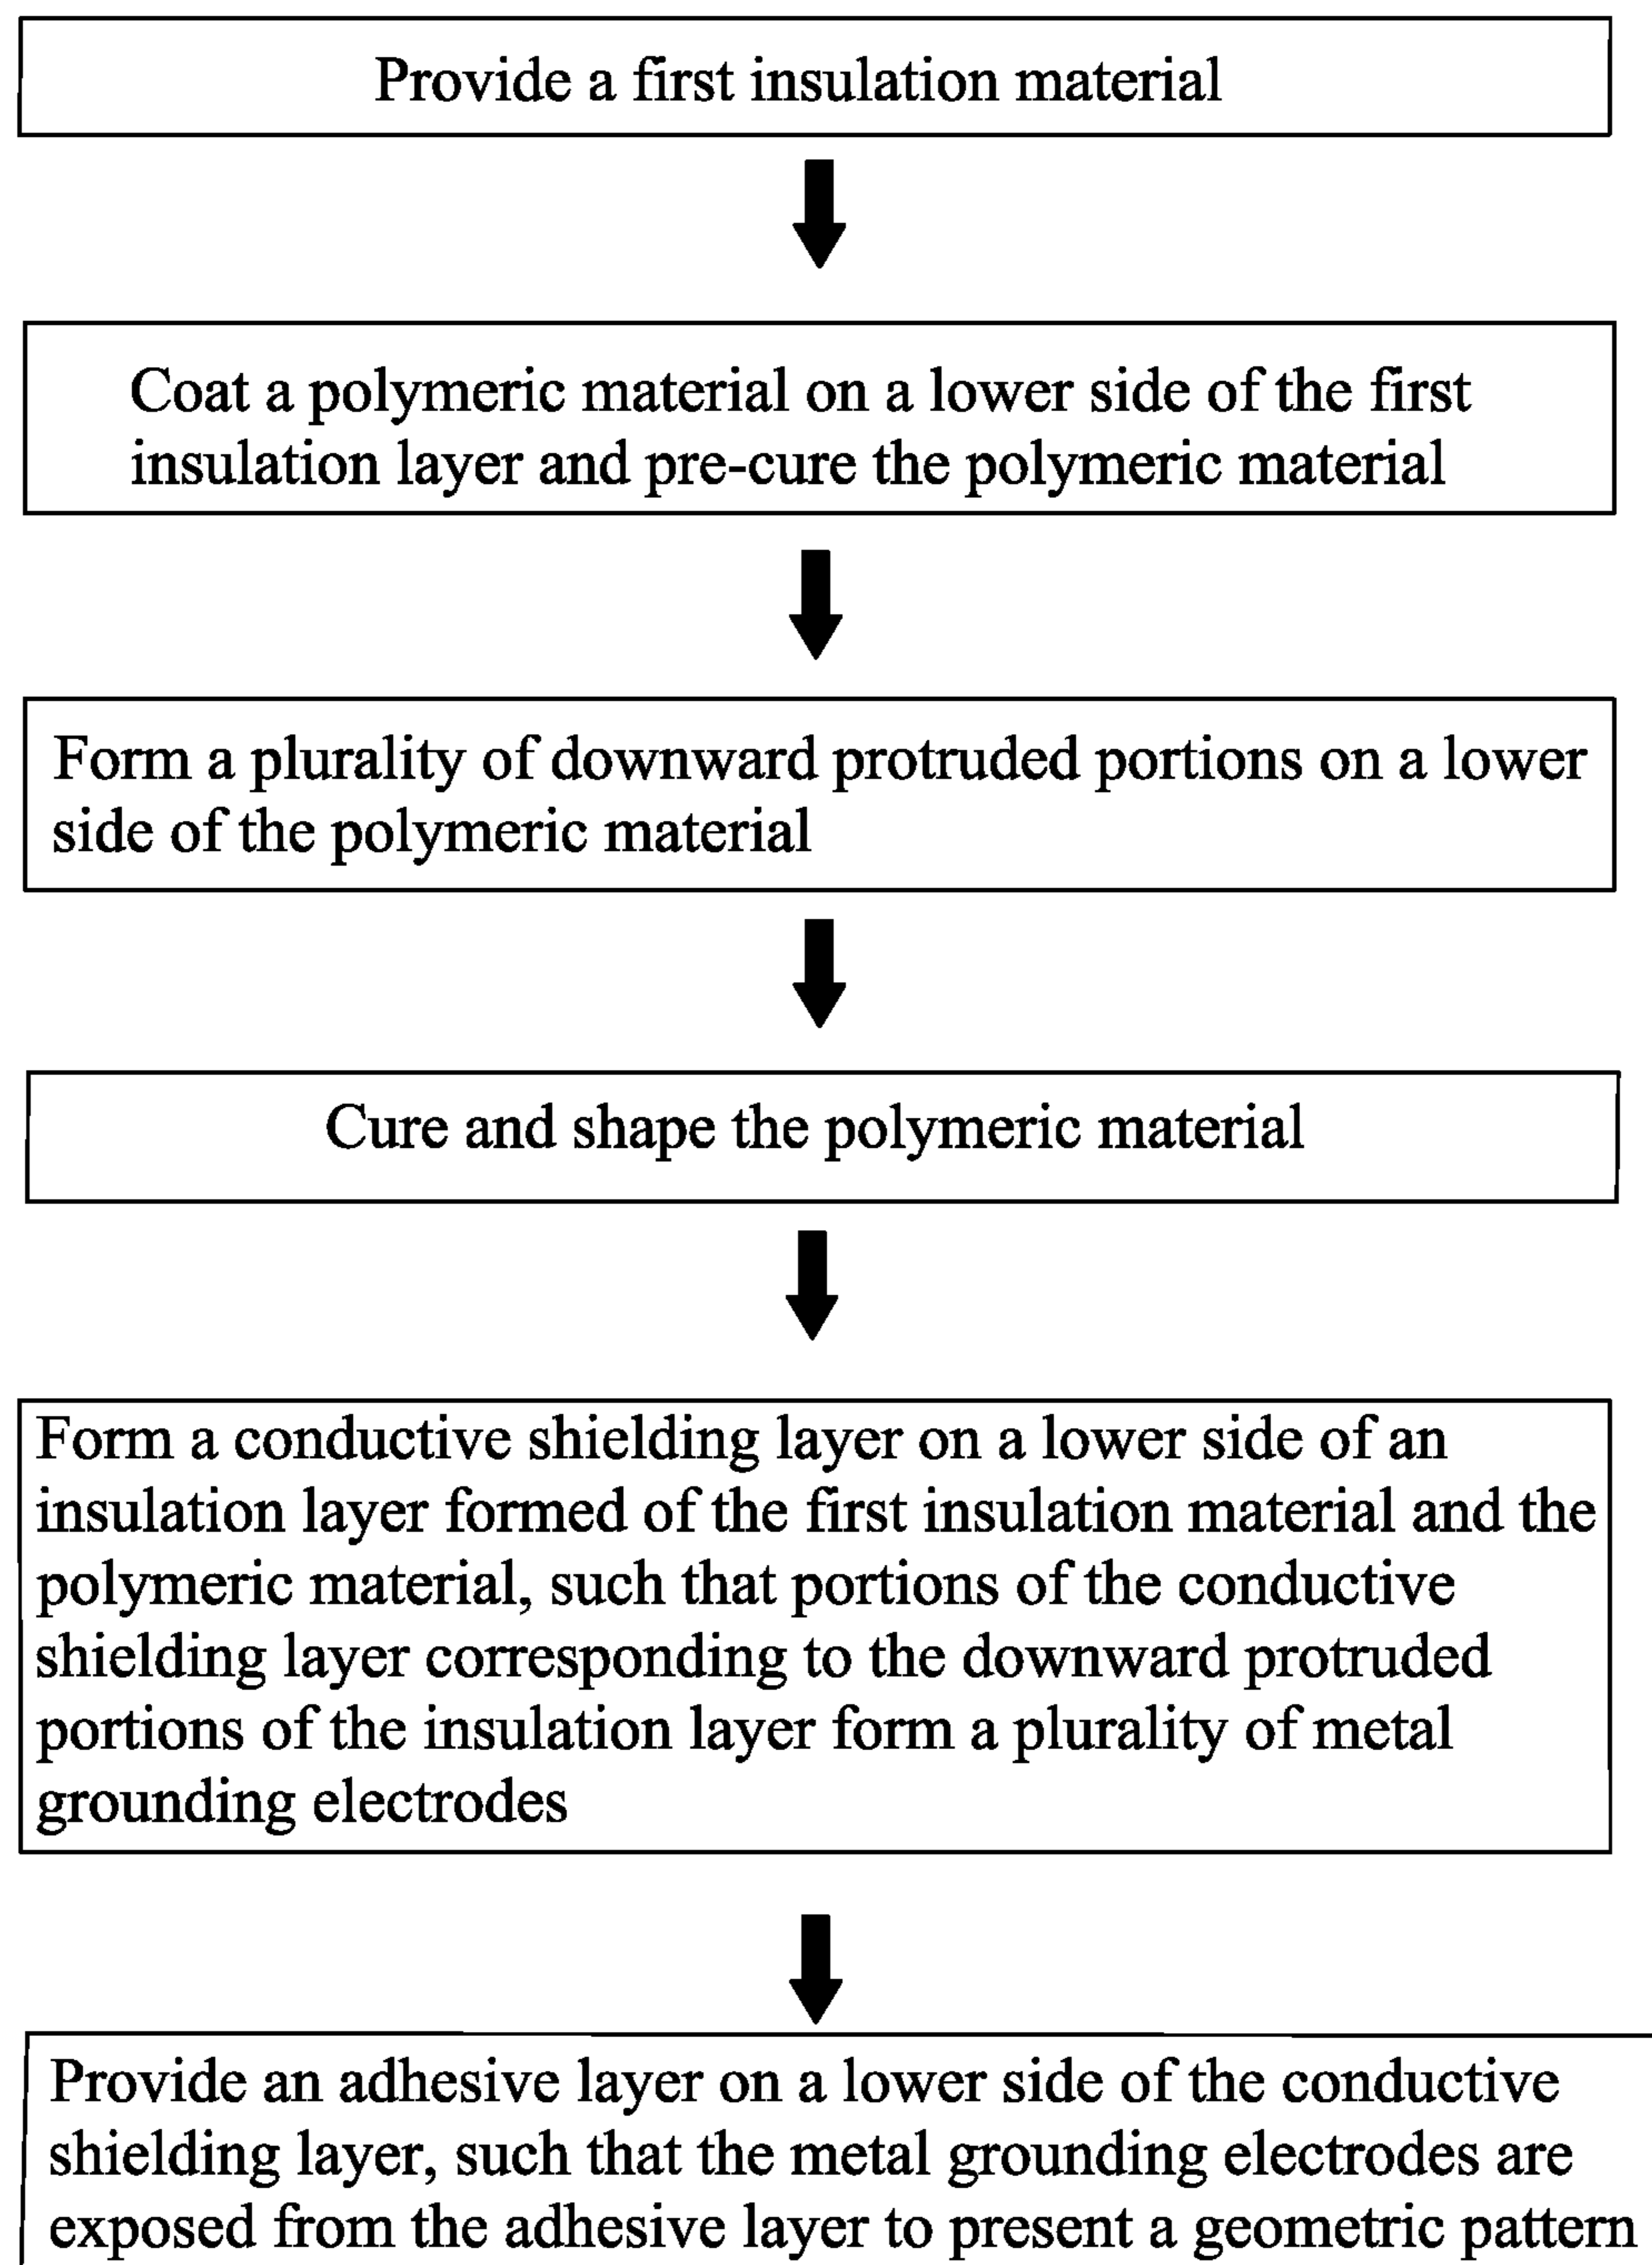 Provide a first insulation material
Coat a polymeric material on a lower side of the first
insulation layer and pre-cure the polymeric material
Form a plurality of downward protruded portions on a lower
side of the polymeric material
Cure and shape the polymeric material
Form a conductive shielding layer on a lower side of an
insulation layer formed of the first insulation material and the
polymeric material, such that portions of the conductive
shielding layer corresponding to the downward protruded
portions of the insulation layer form a plurality of metal
grounding electrodes
Provide an adhesive layer on a lower side of the conductive
shielding layer, such that the metal grounding electrodes are
exposed from the adhesive layer to present a geometric pattern